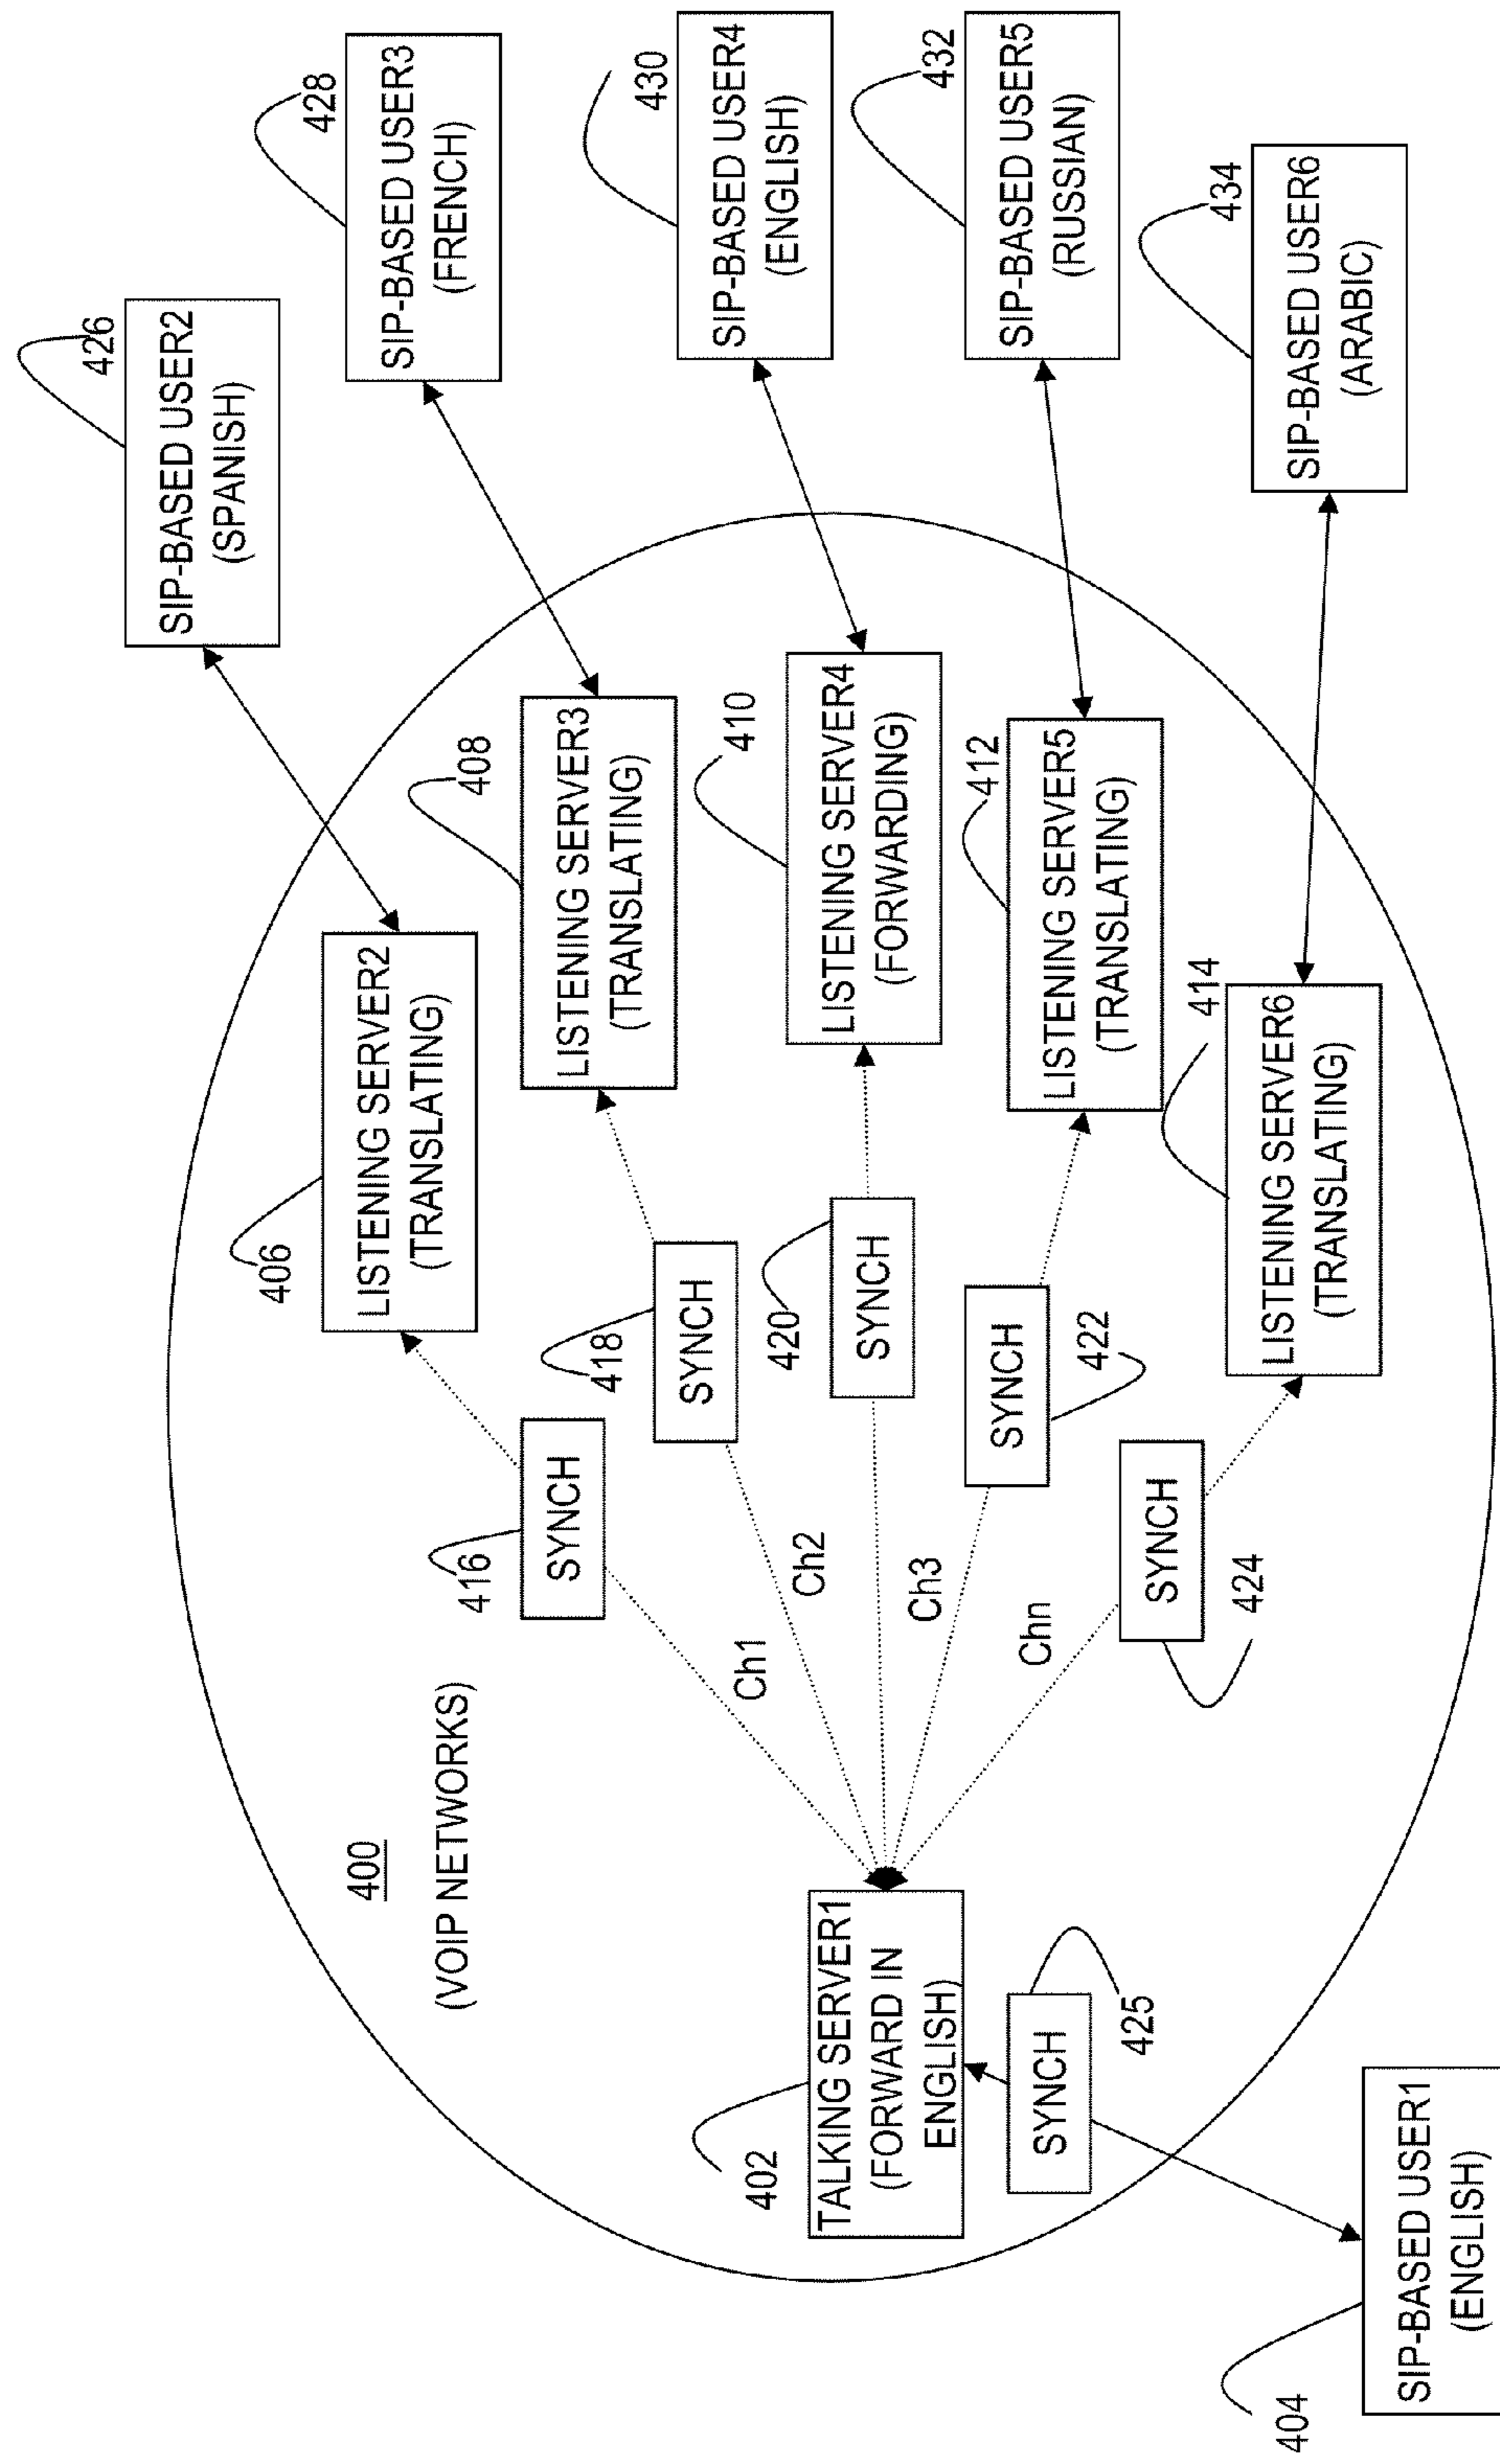 400
(VOIP NETWORKS)
426
SIP-BASED USER2
(SPANISH)
428
SIP-BASED USER3
(FRENCH)
430
SIP-BASED USER4
(ENGLISH)
432
SIP-BASED USER5
(RUSSIAN)
434
SIP-BASED USER6
(ARABIC)
406
LISTENING SERVER2
(TRANSLATING)
408
LISTENING SERVER3
(TRANSLATING)
410
LISTENING SERVER4
(FORWARDING)
412
LISTENING SERVER5
(TRANSLATING)
414
LISTENING SERVER6
(TRANSLATING)
416
SYNCH
418
SYNCH
420
SYNCH
422
SYNCH
424
SYNCH
Ch1
Ch2
Ch3
Chn
402
TALKING SERVER1
(FORWARD IN
ENGLISH)
SYNCH
425
404
SIP-BASED USER1
(ENGLISH)